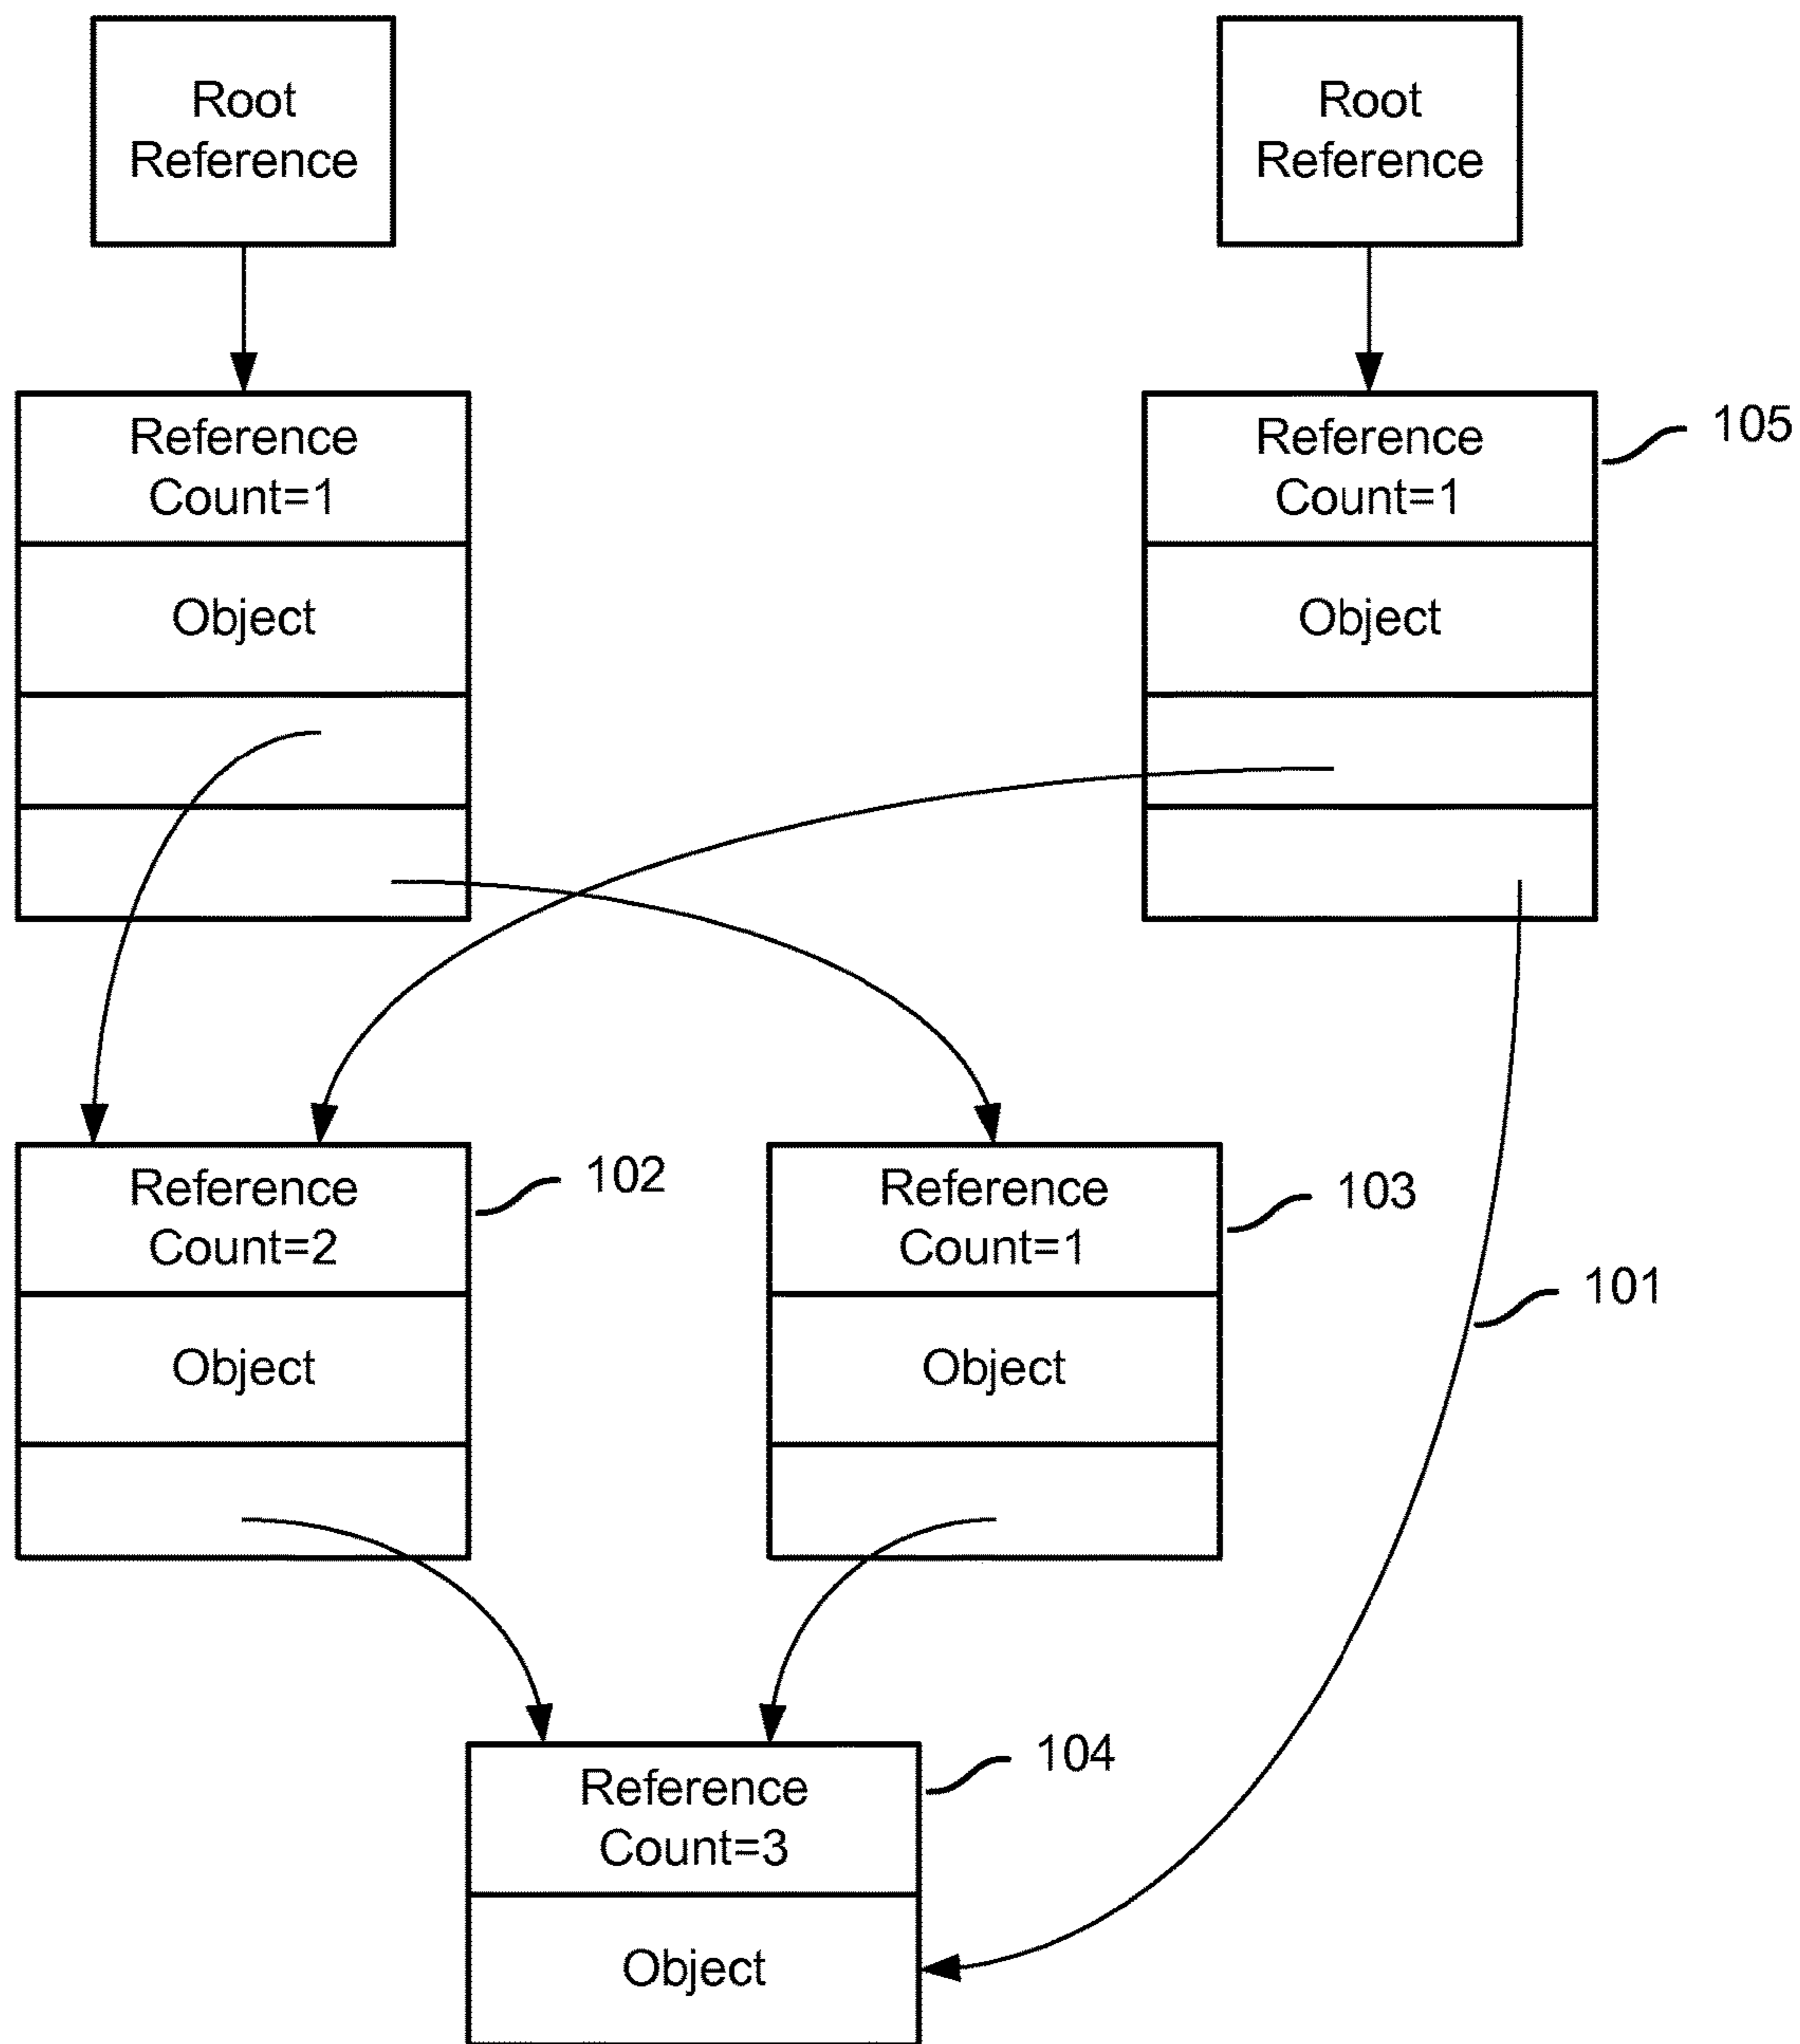 Root
Reference
Root
Reference
Reference
Count=1
Object
Reference
Count=1
Object
105
Reference
Count=2
Object
102
Reference
Count=1
Object
103
101
Reference
Count=3
Object
104